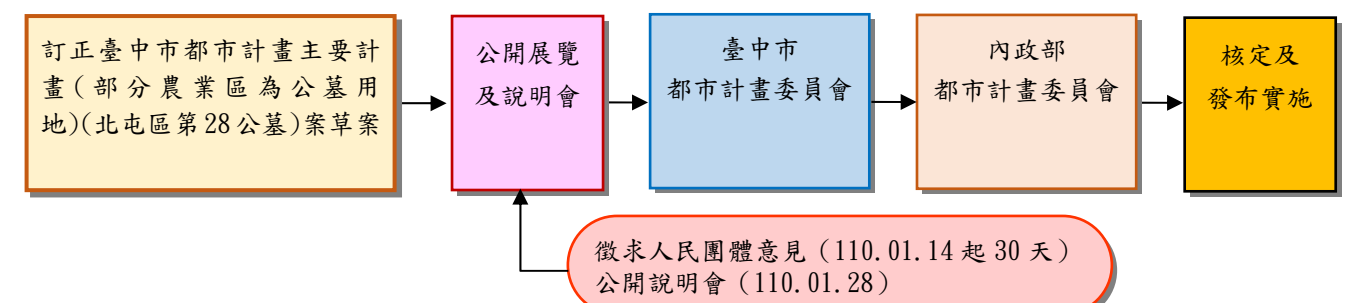 訂正臺中市都市計畫主要計
畫(部分農業區為公墓用
地)(北屯區第28公墓)案草案
公開展覽
及說明會
臺中市
都市計畫委員會
內政部
都市計畫委員會
核定及
發布實施
徵求人民團體意見（110.01.14起30天）
公開說明會（110.01.28）